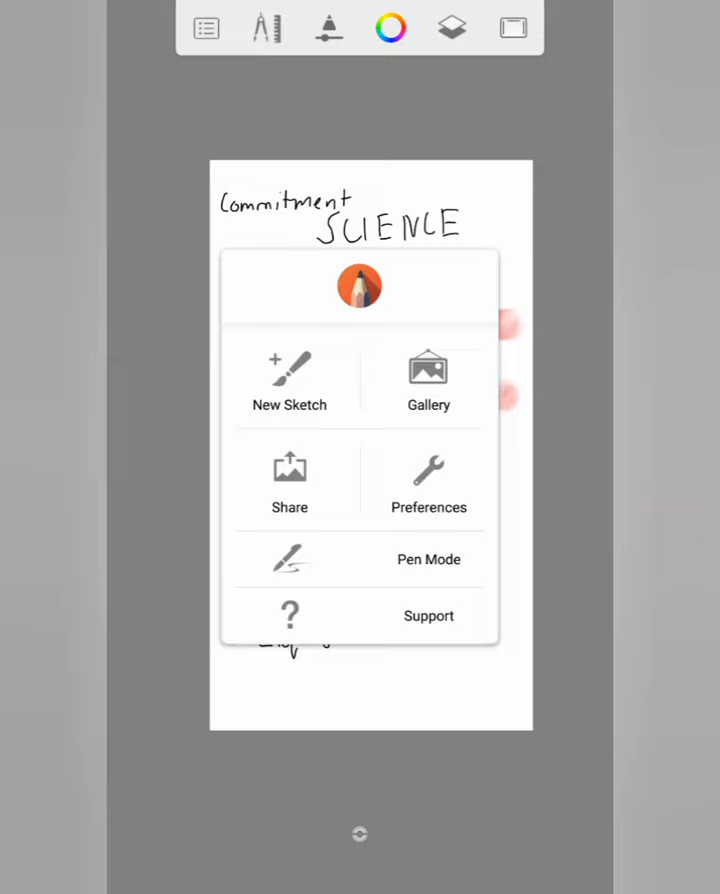 Commitment
SCIENCE
New Sketch
Gallery
Share
Preferences
Pen Mode
? Support